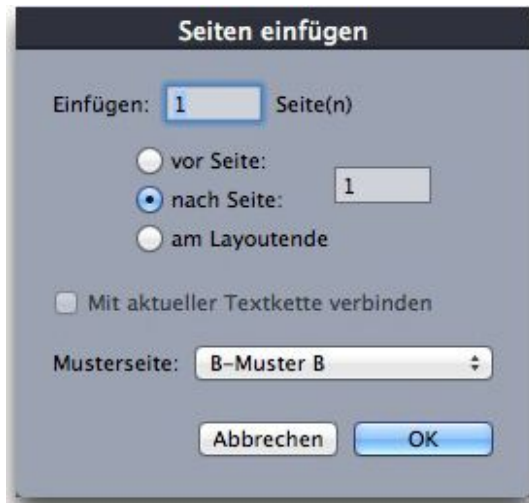 Seiten einfügen
Einfügen: 1 Seite(n)
vor Seite:
nach Seite: 1
am Layoutende
Mit aktueller Textkette verbinden
Musterseite: B-Muster B
Abbrechen OK